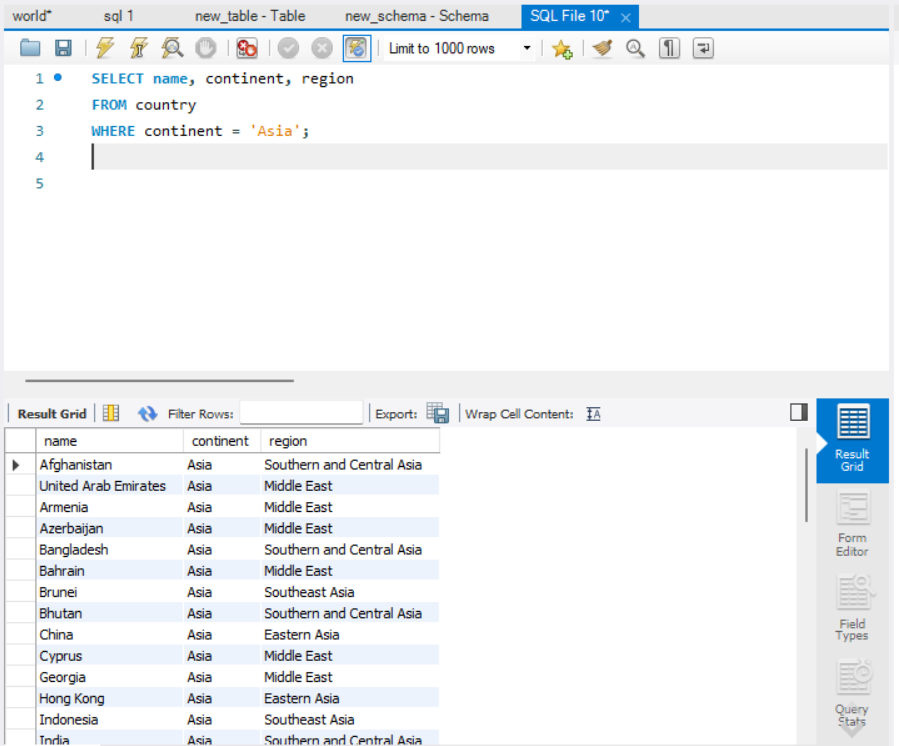 world* sql 1 new_table - Table new_schema - Schema SQL File 10* ×
Limit to 1000 rows
1 SELECT name, continent, region
2 FROM country
3 WHERE continent = 'Asia';
4
5
Result Grid Filter Rows: Export: Wrap Cell Content: IA
name continent region
Afghanistan Asia Southern and Central Asia
United Arab Emirates Asia Middle East
Armenia Asia Middle East
Azerbaijan Asia Middle East
Bangladesh Asia Southern and Central Asia
Bahrain Asia Middle East
Brunei Asia Southeast Asia
Bhutan Asia Southern and Central Asia
China Asia Eastern Asia
Cyprus Asia Middle East
Georgia Asia Middle East
Hong Kong Asia Eastern Asia
Indonesia Asia Southeast Asia
India Asia Southern and Central Asia
Result
Grid
Form
Editor
Field
Types
Query
Stats